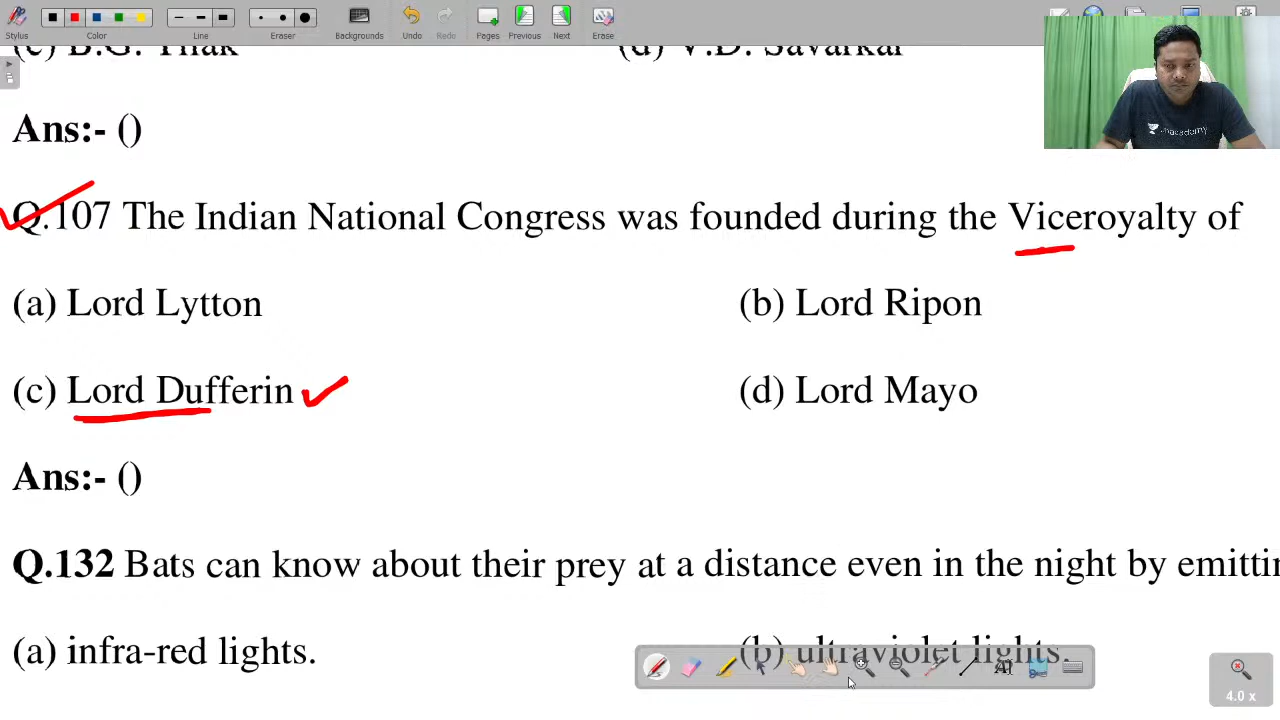 Stylus
Color
Line
Eraser
Backgrounds
Undo
Redo
Pages
Previous
Next
Erase
(c) B.G. Tilak
(d) V.D. Savarkar
Ans:- ()
Q.107 The Indian National Congress was founded during the Viceroyalty of
(a) Lord Lytton
(b) Lord Ripon
(c) Lord Dufferin
(d) Lord Mayo
Ans:- ()
Q.132 Bats can know about their prey at a distance even in the night by emittin
(a) infra-red lights.
(b) ultraviolet lights.
4.0 x